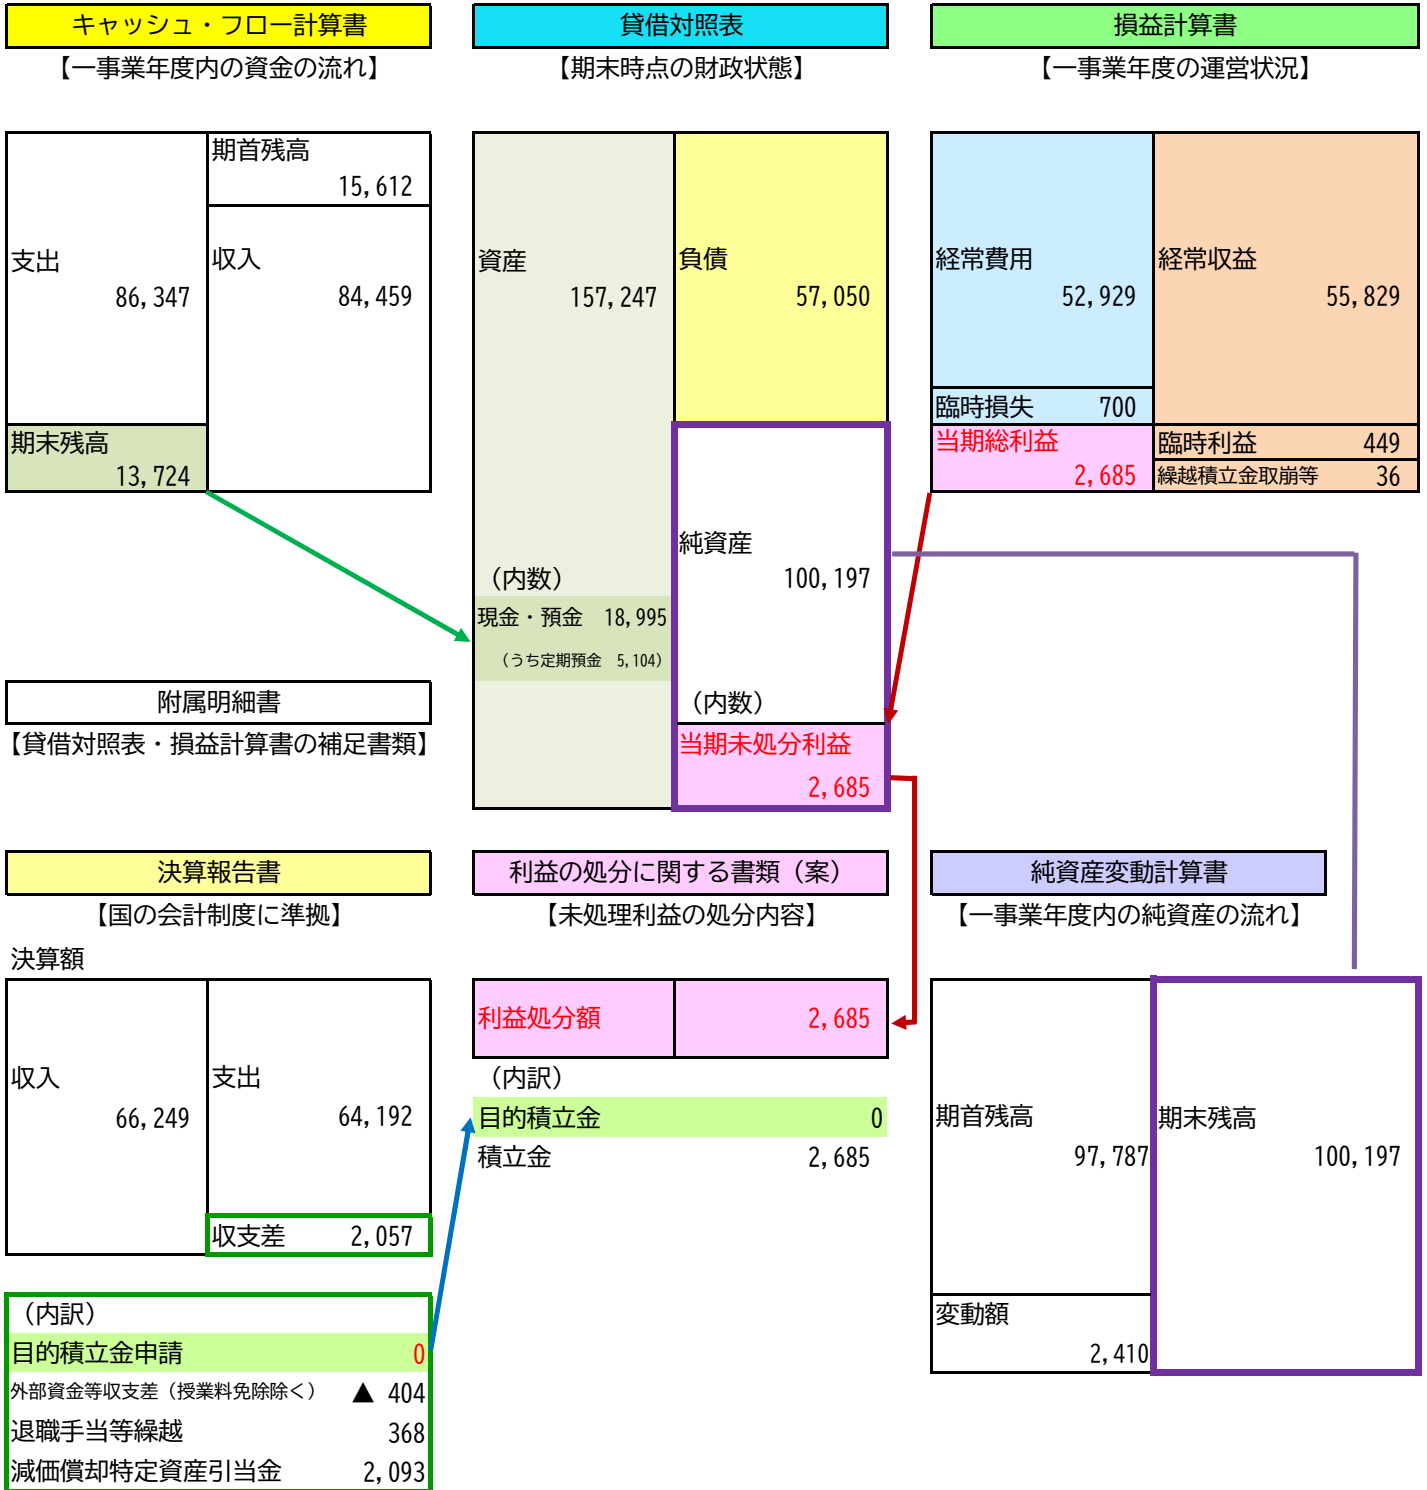 キャッシュ・フロー計算書
【一事業年度内の資金の流れ】
期首残高
15,612
支出
86,347
収入
84,459
期末残高
13,724
貸借対照表
【期末時点の財政状態】
資産
157,247
負債
57,050
純資産
100,197
（内数）
現金・預金 18,995
（うち定期預金 5,104）
（内数）
当期未処分利益
2,685
損益計算書
【一事業年度の運営状況】
経常費用
52,929
経常収益
55,829
臨時損失 700
当期総利益
2,685
臨時利益 449
繰越積立金取崩等 36
附属明細書
【貸借対照表・損益計算書の補足書類】
決算報告書
【国の会計制度に準拠】
決算額
収入
66,249
支出
64,192
収支差 2,057
（内訳）
目的積立金申請 0
外部資金等収支差（授業料免除除く） ▲ 404
退職手当等繰越 368
減価償却特定資産引当金 2,093
利益の処分に関する書類（案）
【未処理利益の処分内容】
利益処分額 2,685
（内訳）
目的積立金 0
積立金 2,685
純資産変動計算書
【一事業年度内の純資産の流れ】
期首残高
97,787
期末残高
100,197
変動額
2,410